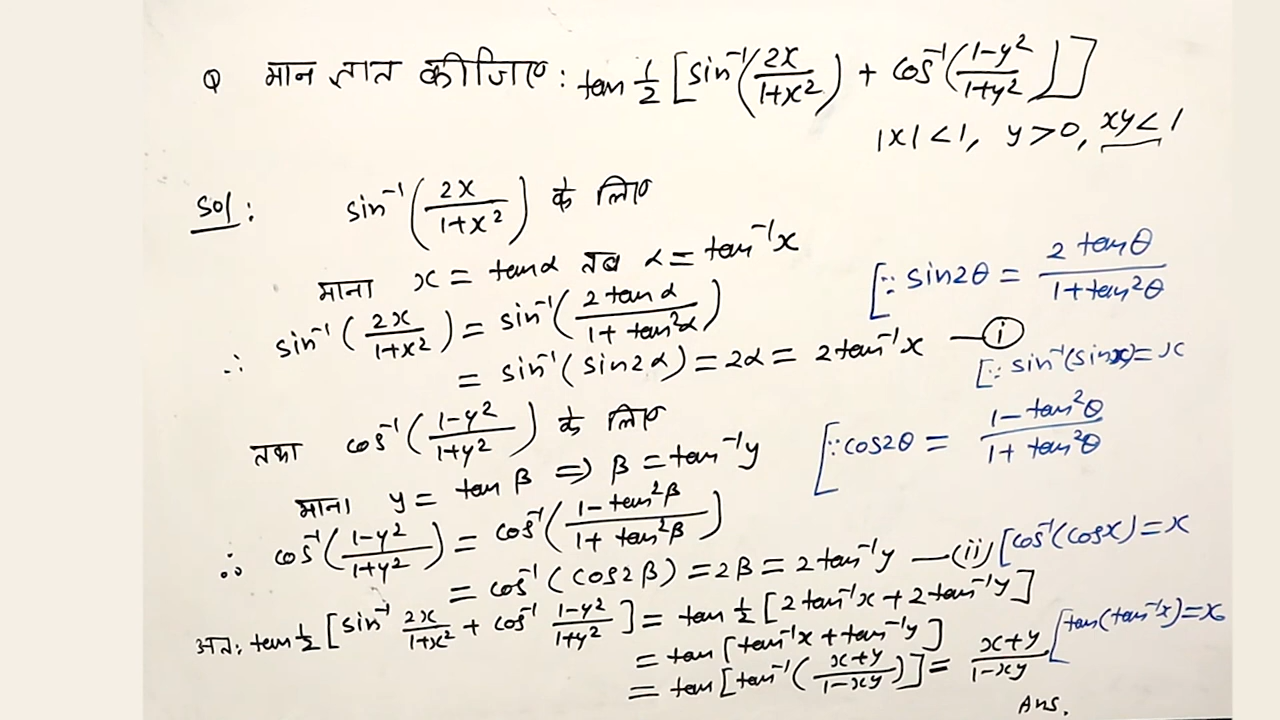 Q मान ज्ञात कीजिए : tan 1/2 [sin⁻¹(2x/1+x²) + cos⁻¹(1-y²/1+y²)]
|x| < 1, y > 0, xy < 1
Sol: sin⁻¹(2x/1+x²) के लिए
माना x = tanα तब α = tan⁻¹x
[∵ sin2θ = 2tanθ/1+tan²θ
∴ sin⁻¹(2x/1+x²) = sin⁻¹(2tanα/1+tan²α)
= sin⁻¹(sin2α) = 2α = 2tan⁻¹x —(i)
[∵ sin⁻¹(sinx)=x
तथा cos⁻¹(1-y²/1+y²) के लिए
[∵ cos2θ = 1-tan²θ/1+tan²θ
माना y = tanβ ⇒ β = tan⁻¹y
∴ cos⁻¹(1-y²/1+y²) = cos⁻¹(1-tan²β/1+tan²β)
= cos⁻¹(cos2β) = 2β = 2tan⁻¹y —(ii) [cos⁻¹(cosx)=x
अतः tan 1/2 [sin⁻¹ 2x/1+x² + cos⁻¹ 1-y²/1+y²] = tan 1/2 [2tan⁻¹x + 2tan⁻¹y]
= tan[tan⁻¹x + tan⁻¹y]
[tan(tan⁻¹x)=x
= tan[tan⁻¹(x+y/1-xy)] = x+y/1-xy
Ans.